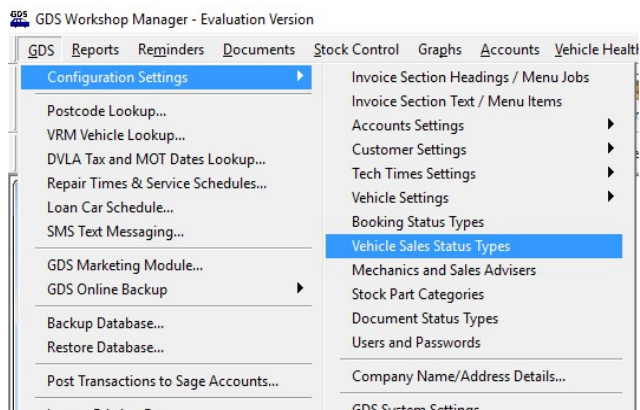 GDS Workshop Manager - Evaluation Version
GDS Reports Reminders Documents Stock Control Graphs Accounts Vehicle Healt
Configuration Settings
Postcode Lookup...
VRM Vehicle Lookup...
DVLA Tax and MOT Dates Lookup...
Repair Times & Service Schedules...
Loan Car Schedule...
SMS Text Messaging...
GDS Marketing Module...
GDS Online Backup
Backup Database...
Restore Database...
Post Transactions to Sage Accounts...
Invoice Section Headings / Menu Jobs
Invoice Section Text / Menu Items
Accounts Settings
Customer Settings
Tech Times Settings
Vehicle Settings
Booking Status Types
Vehicle Sales Status Types
Mechanics and Sales Advisers
Stock Part Categories
Document Status Types
Users and Passwords
Company Name/Address Details...
GDS System Settings